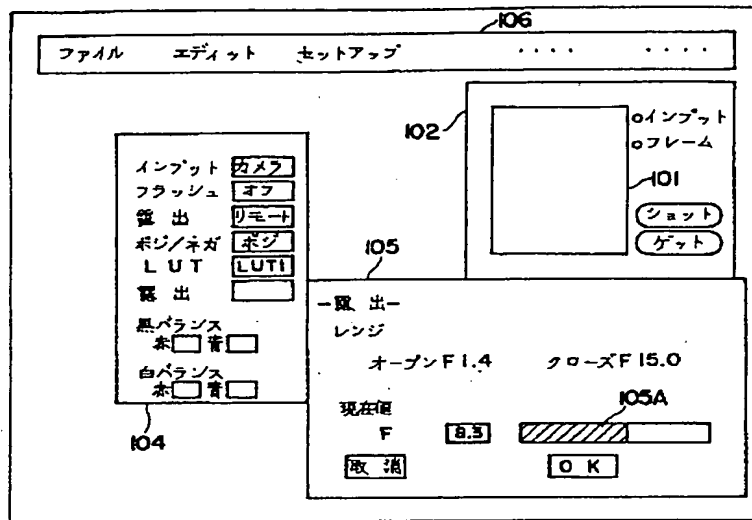 106
ファイル エディット セットアップ ・・・・ ・・・・
102
インプット
フレーム
101
ショット
ゲット
インプット カメラ
フラッシュ オフ
露出 リモート
ポジ/ネガ ポジ
LUT LUT1
露出
黒バランス
赤 青
白バランス
赤 青
104
105
-露出-
レンジ
オープンF1.4 クローズF15.0
現在値
105A
F 8.3
取消 OK